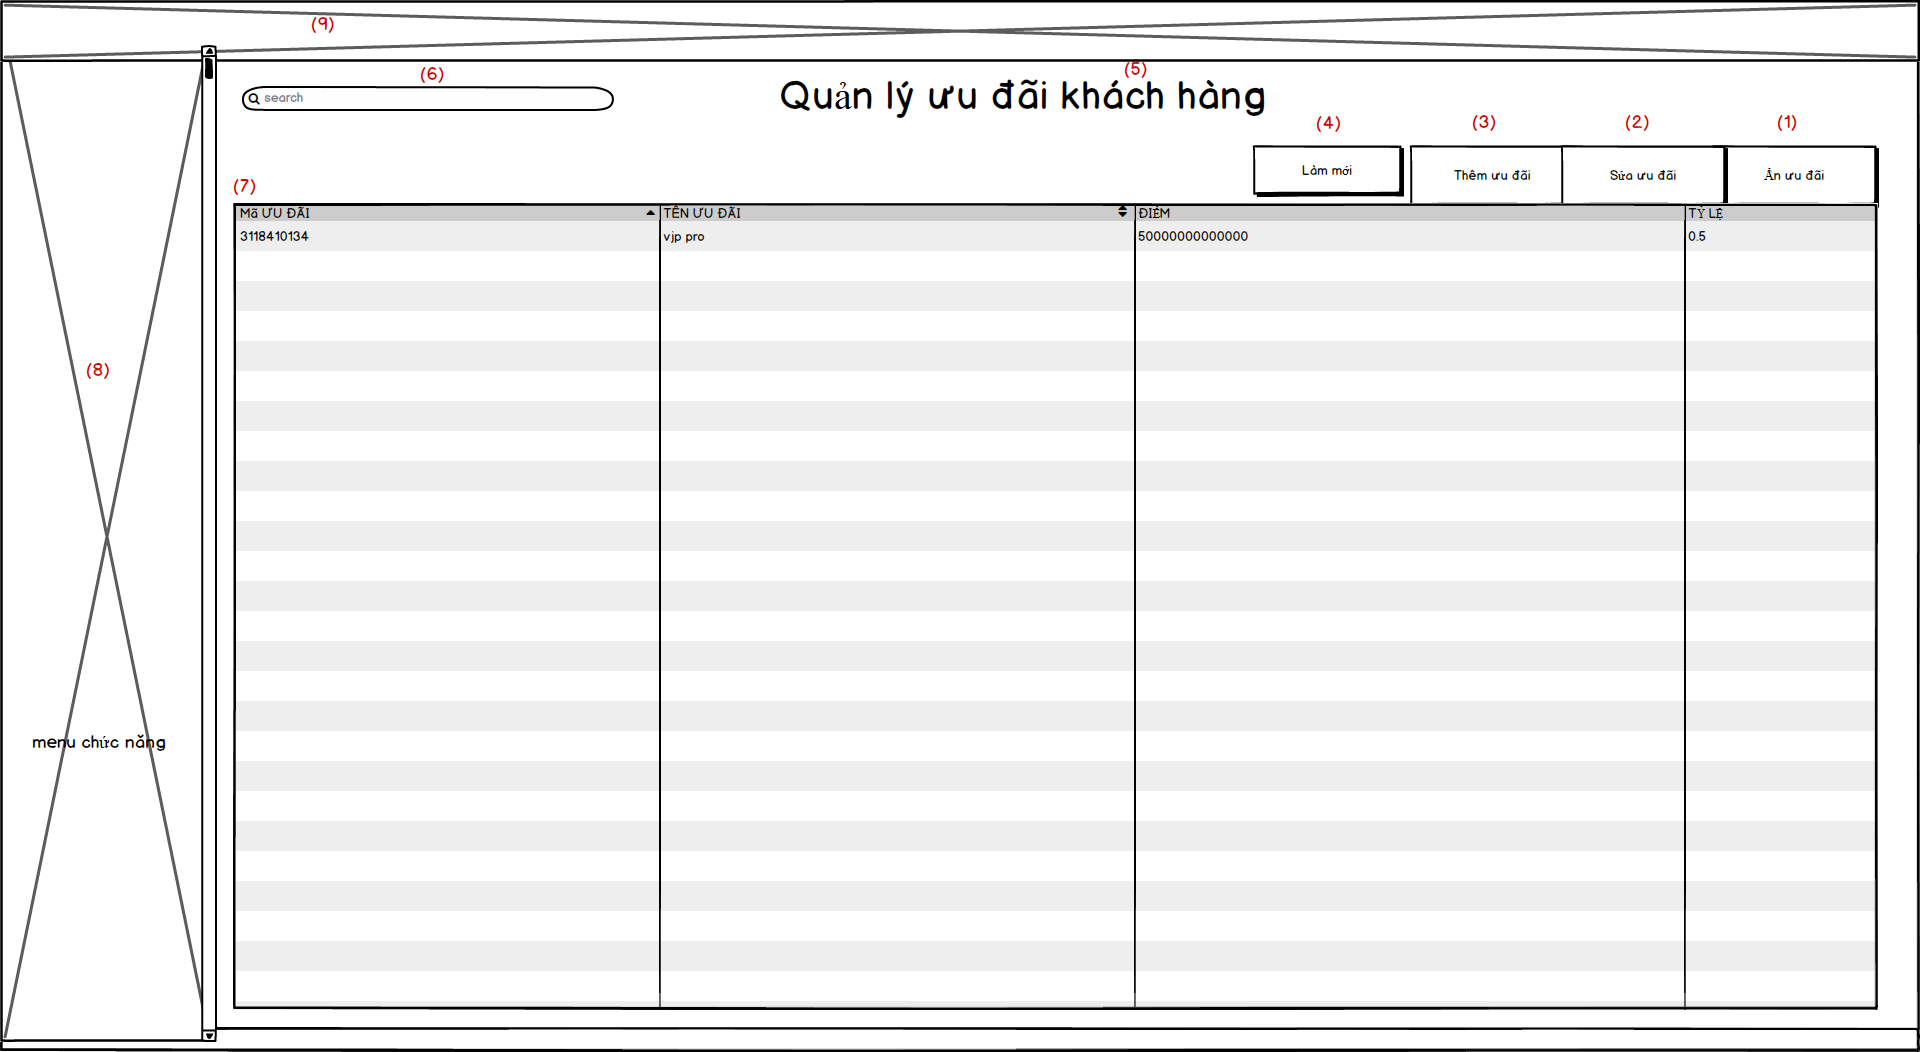 (9)
(6)
(5)
search
Quản lý ưu đãi khách hàng
(4)
(3)
(2)
(1)
Làm mới
Thêm ưu đãi
Sửa ưu đãi
Ẩn ưu đãi
(7)
Mã ƯU ĐÃI
TÊN ƯU ĐÃI
ĐIỂM
TỶ LỆ
3118410134
vjp pro
50000000000000
0.5
(8)
menu chức năng